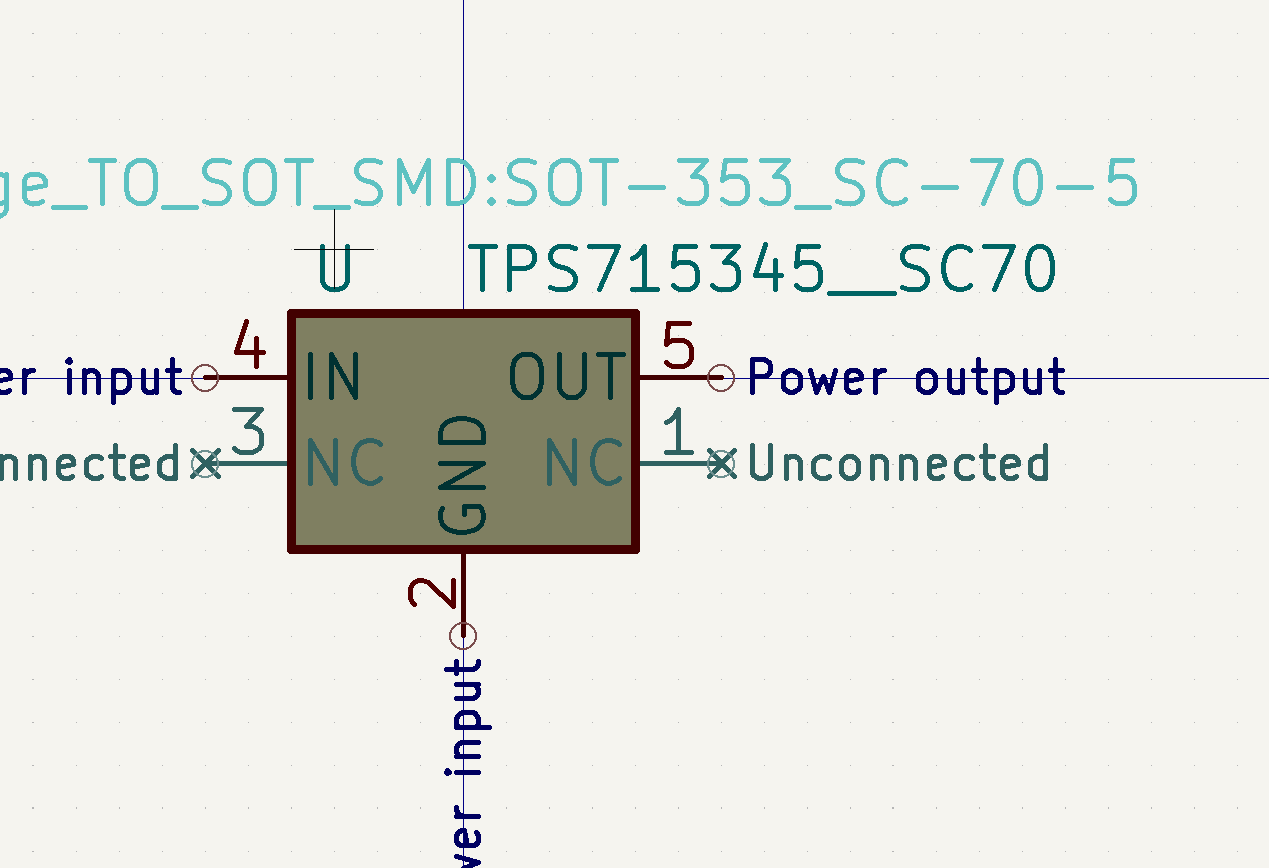 ge_TO_SOT_SMD:SOT-353_SC-70-5
U TPS715345__SC70
4 5
er input IN OUT Power output
3 1
nnected NC NC Unconnected
GND
2
wer input